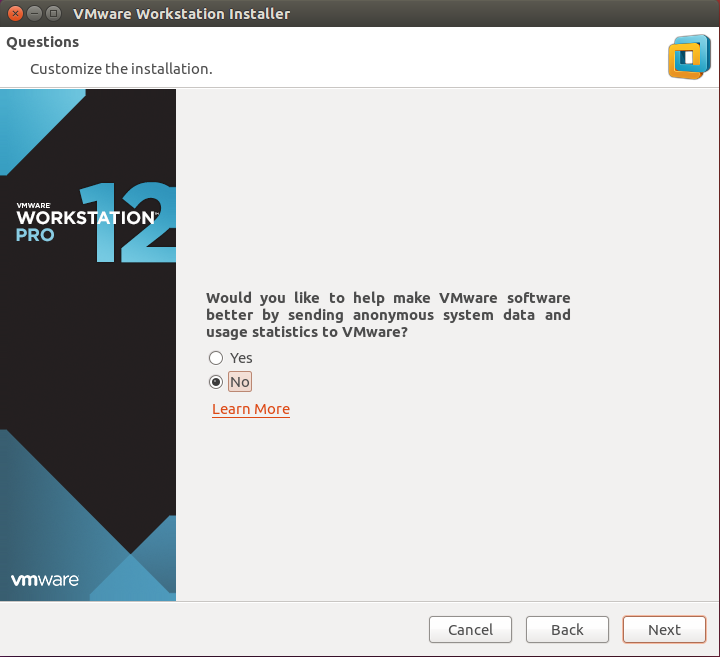 VMware Workstation Installer
Questions
Customize the installation.
VMWARE
WORKSTATION™
PRO
12
Would you like to help make VMware software
better by sending anonymous system data and
usage statistics to VMware?
Yes
No
Learn More
vmware
Cancel
Back
Next